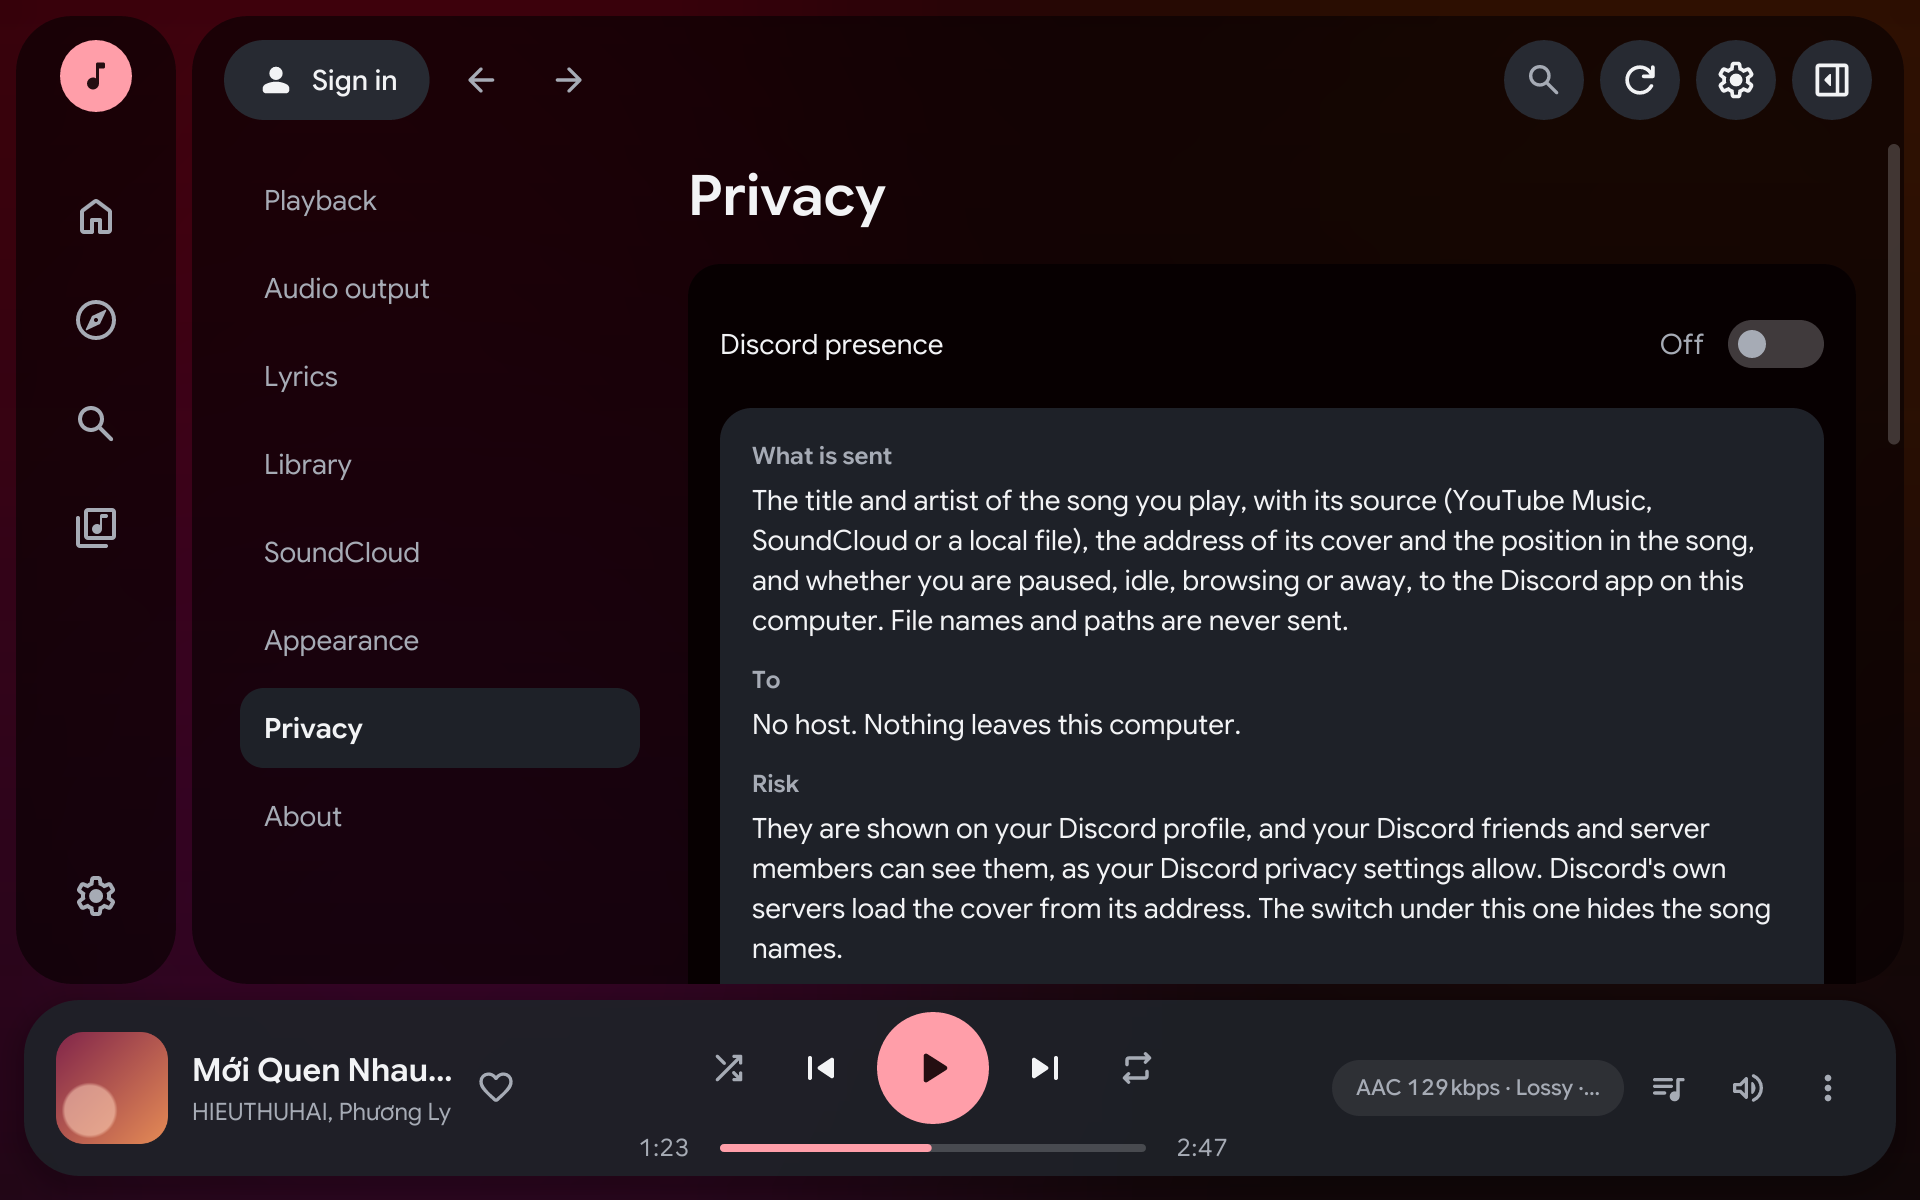 Sign in
Playback
Audio output
Lyrics
Library
SoundCloud
Appearance
Privacy
About
Privacy
Discord presence
Off
What is sent
The title and artist of the song you play, with its source (YouTube Music,
SoundCloud or a local file), the address of its cover and the position in the song,
and whether you are paused, idle, browsing or away, to the Discord app on this
computer. File names and paths are never sent.
To
No host. Nothing leaves this computer.
Risk
They are shown on your Discord profile, and your Discord friends and server
members can see them, as your Discord privacy settings allow. Discord's own
servers load the cover from its address. The switch under this one hides the song
names.
Mới Quen Nhau...
HIEUTHUHAI, Phương Ly
1:23
2:47
AAC 129kbps · Lossy ·...